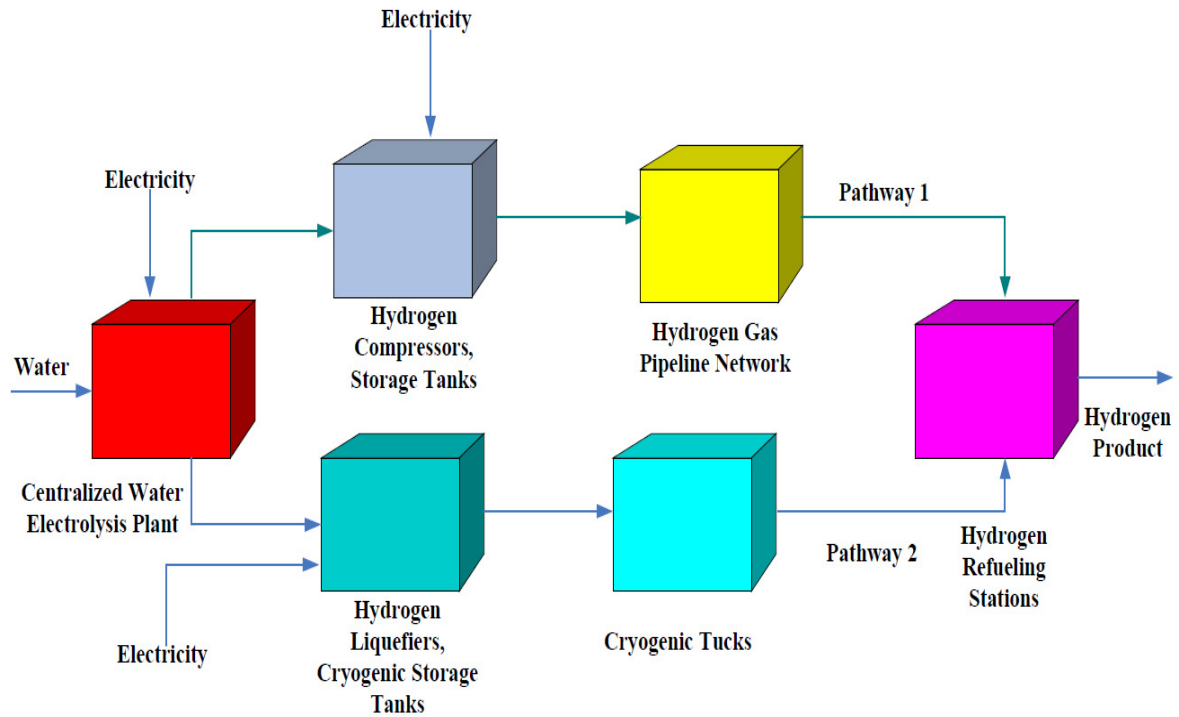 Electricity
Electricity
Pathway 1
Hydrogen
Compressors,
Storage Tanks
Hydrogen Gas
Pipeline Network
Water
Hydrogen
Product
Centralized Water
Electrolysis Plant
Pathway 2
Hydrogen
Refueling
Stations
Electricity
Hydrogen
Liquefiers,
Cryogenic Storage
Tanks
Cryogenic Tucks